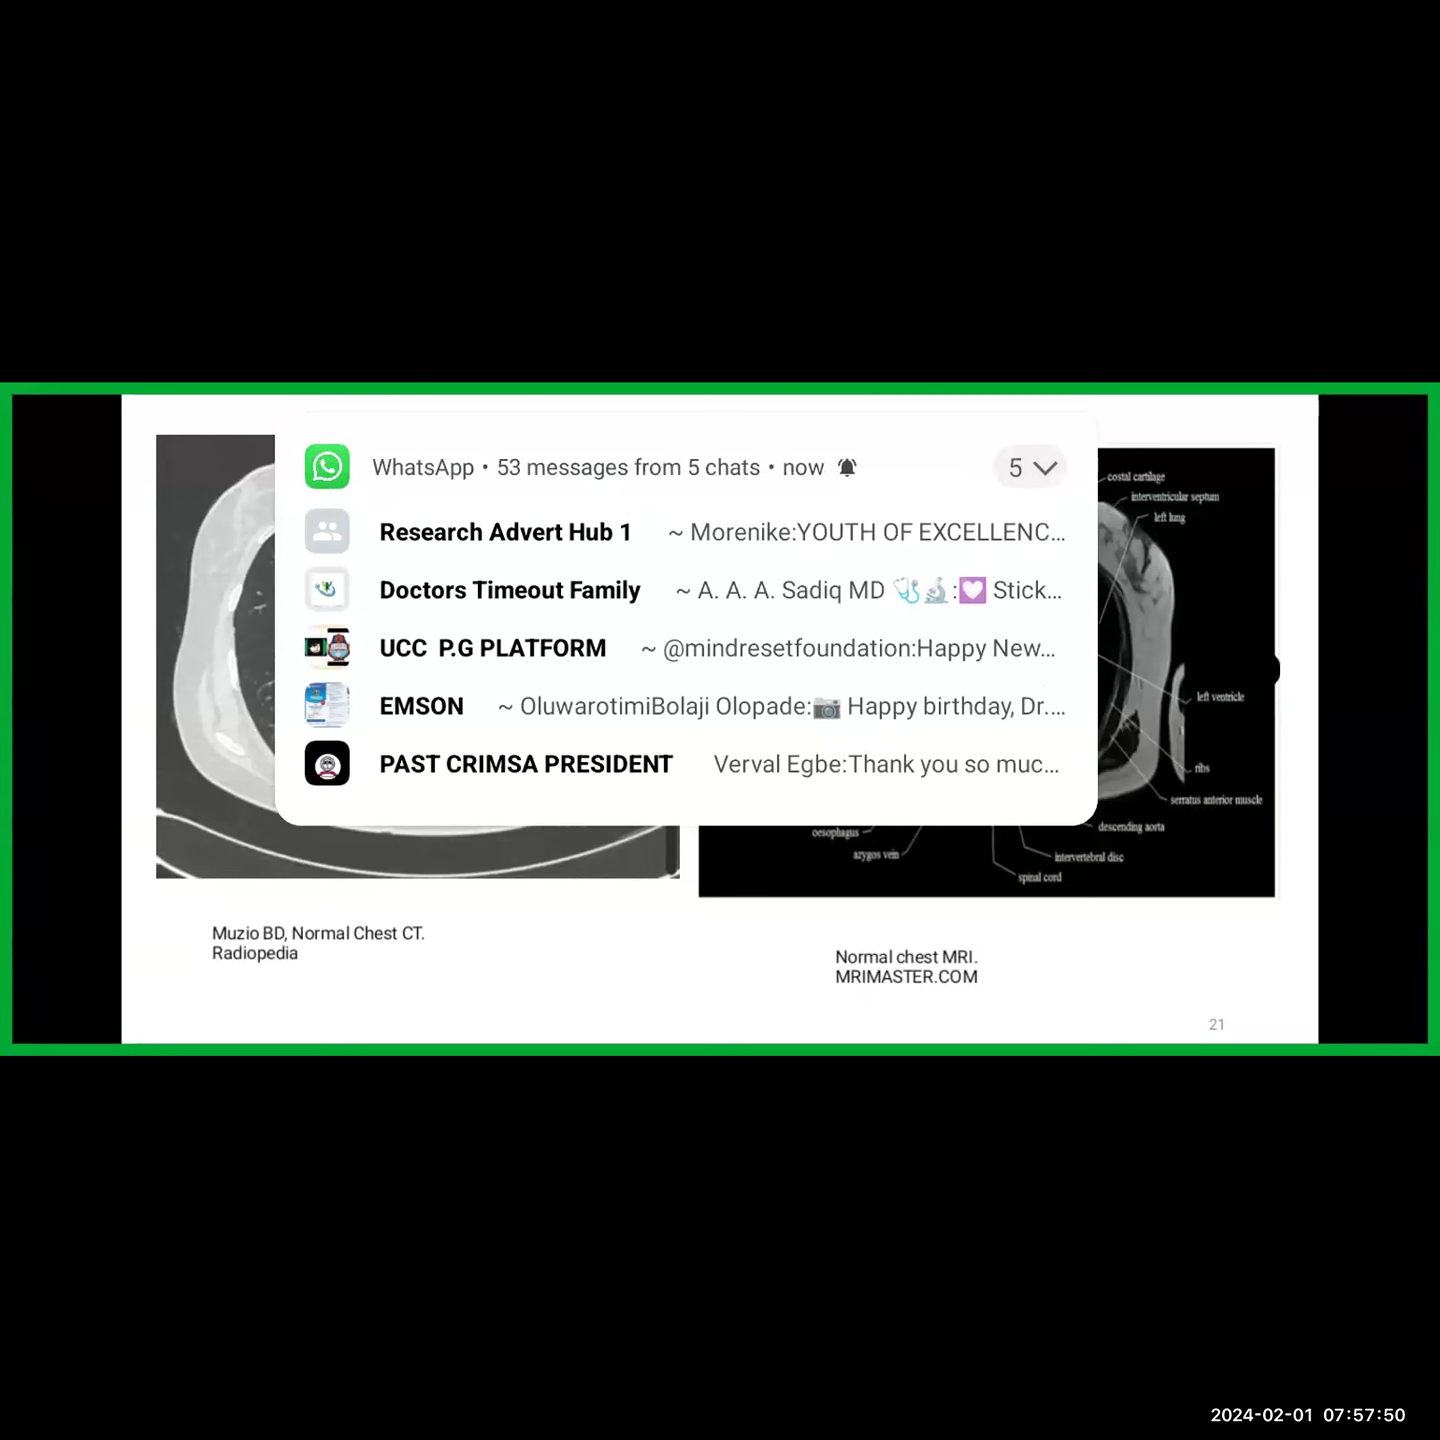 WhatsApp • 53 messages from 5 chats • now
5
Research Advert Hub 1 ~ Morenike:YOUTH OF EXCELLENC...
Doctors Timeout Family ~ A. A. A. Sadiq MD 🩺🔬:💟 Stick...
UCC P.G PLATFORM ~ @mindresetfoundation:Happy New...
EMSON ~ OluwarotimiBolaji Olopade:📷 Happy birthday, Dr....
PAST CRIMSA PRESIDENT Verval Egbe:Thank you so muc...
costal cartilage
interventricular septum
left lung
left ventricle
ribs
serratus anterior muscle
descending aorta
oesophagus
azygos vein
intervertebral disc
spinal cord
Muzio BD, Normal Chest CT.
Radiopedia
Normal chest MRI.
MRIMASTER.COM
21
2024-02-01 07:57:50